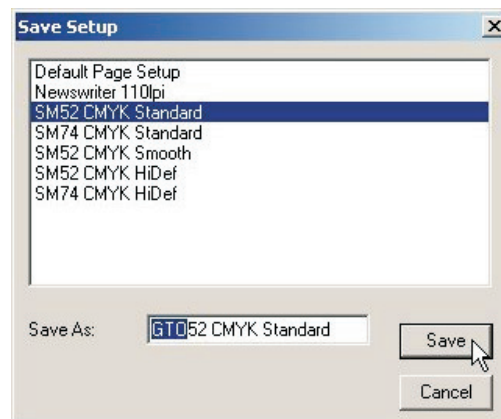 Save Setup
Default Page Setup
Newswriter 110lpi
SM52 CMYK Standard
SM74 CMYK Standard
SM52 CMYK Smooth
SM52 CMYK HiDef
SM74 CMYK HiDef
Save As: GTO52 CMYK Standard
Save
Cancel